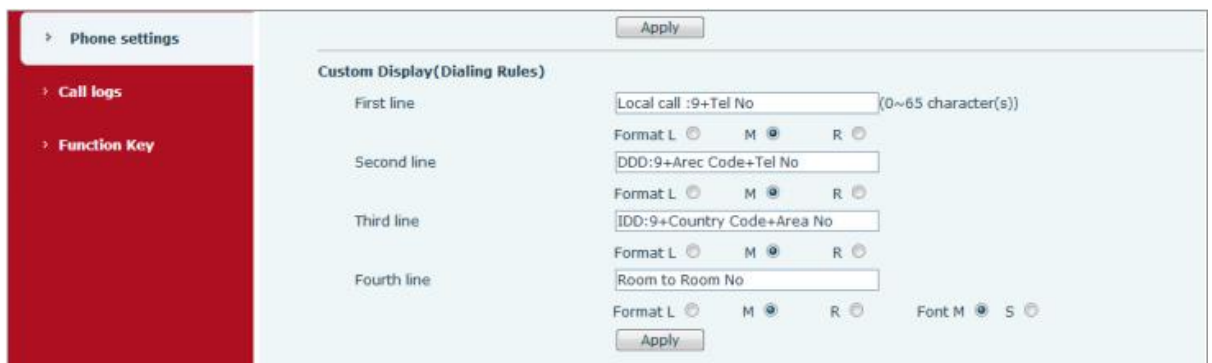 Apply
Phone settings
Custom Display(Dialing Rules)
Call logs
First line
Local call :9+Tel No
(0~65 character(s))
Format L M R
Function Key
Second line
DDD:9+Arec Code+Tel No
Format L M R
Third line
IDD:9+Country Code+Area No
Format L M R
Fourth line
Room to Room No
Format L M R Font M S
Apply